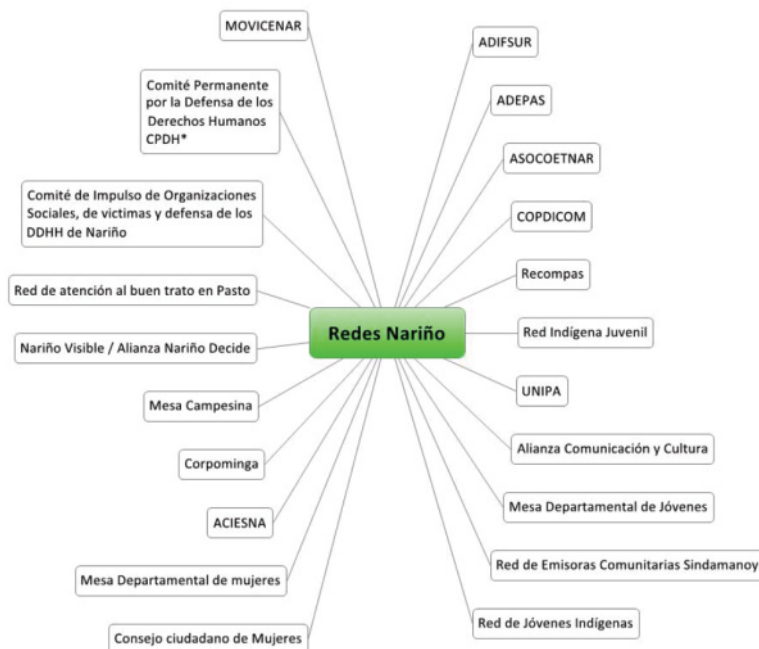 MOVICENAR
Comité Permanente
por la Defensa de los
Derechos Humanos
CPDH*
Comité de Impulso de Organizaciones
Sociales, de victimas y defensa de los
DDHH de Nariño
Red de atención al buen trato en Pasto
Nariño Visible / Alianza Nariño Decide
Mesa Campesina
Corpominga
ACIESNA
Mesa Departamental de mujeres
Consejo ciudadano de Mujeres
Redes Nariño
ADIFSUR
ADEPAS
ASOCOETNAR
COPDICOM
Recompas
Red Indígena Juvenil
UNIPA
Alianza Comunicación y Cultura
Mesa Departamental de Jóvenes
Red de Emisoras Comunitarias Sindamanoy
Red de Jóvenes Indígenas